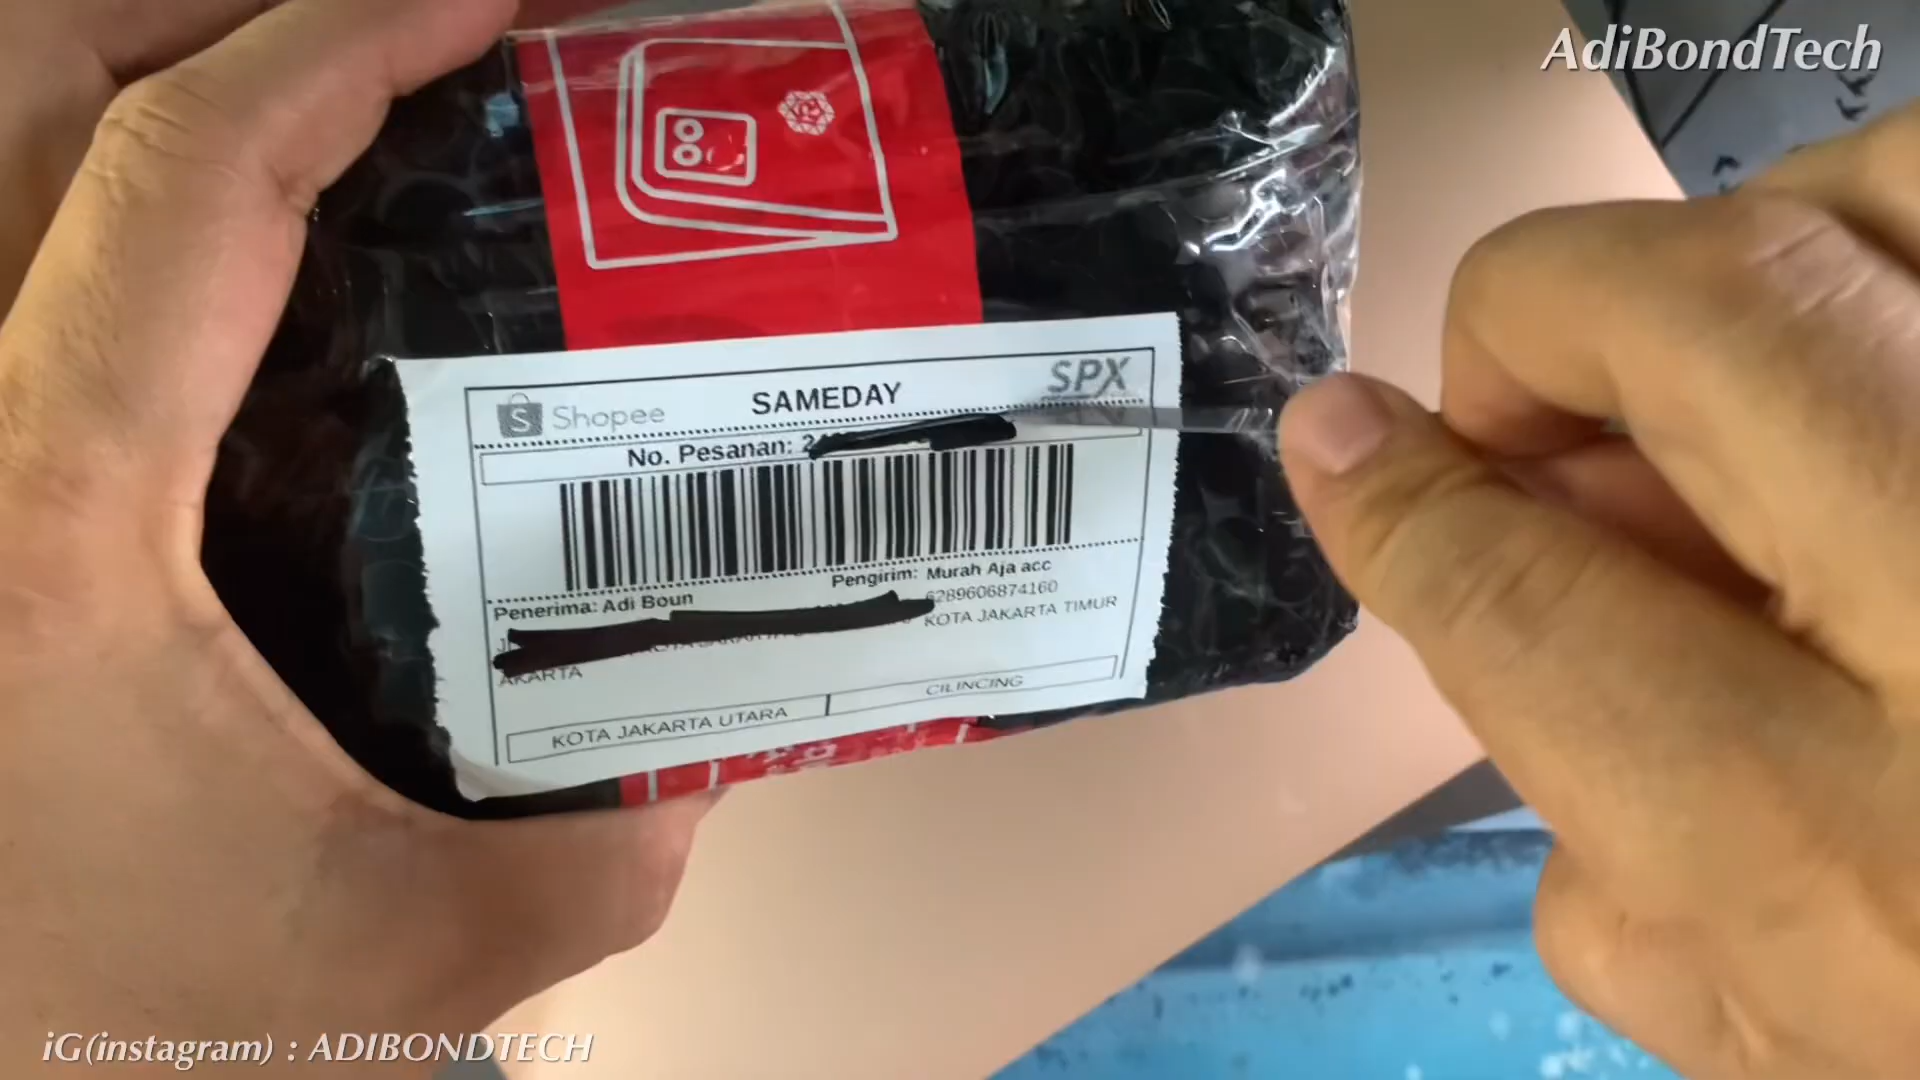 AdiBondTech
Shopee
SAMEDAY
SPX
No. Pesanan: 2
Penerima: Adi Boun
Pengirim: Murah Aja acc
6289606874160
KOTA JAKARTA TIMUR
AKARTA
KOTA JAKARTA UTARA
CILINCING
iG(instagram) : ADIBONDTECH